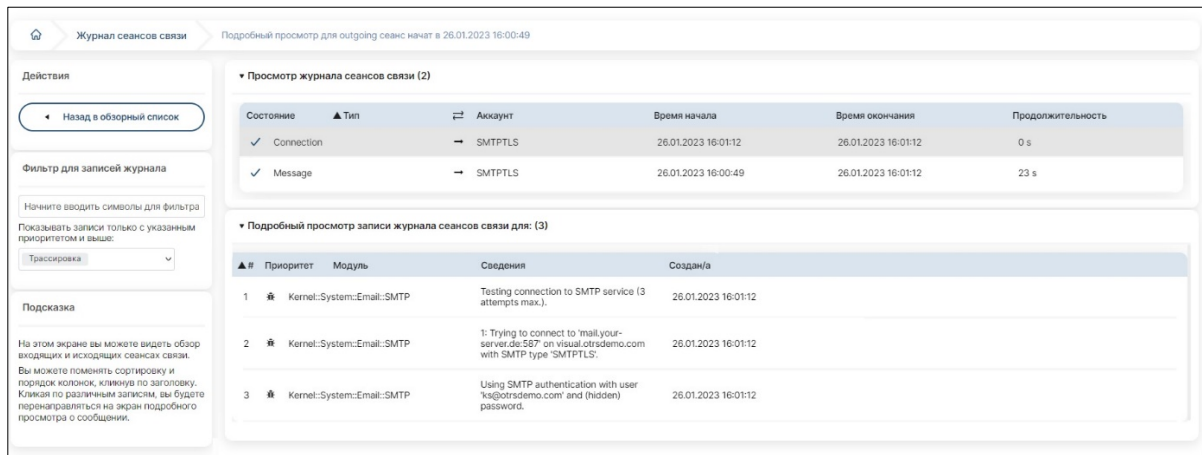 Журнал сеансов связи
Подробный просмотр для outgoing сеанс начат в 26.01.2023 16:00:49
Действия
Назад в обзорный список
Фильтр для записей журнала
Начните вводить символы для фильтра
Показывать записи только с указанным
приоритетом и выше:
Трассировка
Подсказка
На этом экране вы можете видеть обзор
входящих и исходящих сеансах связи.
Вы можете поменять сортировку и
порядок колонок, кликнув по заголовку.
Кликая по различным записям, вы будете
перенаправляться на экран подробного
просмотра о сообщении.
▾ Просмотр журнала сеансов связи (2)
Состояние ▲Тип ⇄ Аккаунт Время начала Время окончания Продолжительность
✓ Connection → SMTPTLS 26.01.2023 16:01:12 26.01.2023 16:01:12 0 s
✓ Message → SMTPTLS 26.01.2023 16:00:49 26.01.2023 16:01:12 23 s
▾ Подробный просмотр записи журнала сеансов связи для: (3)
▲# Приоритет Модуль Сведения Создан/а
1 Kernel::System::Email::SMTP Testing connection to SMTP service (3 26.01.2023 16:01:12
attempts max.).
2 Kernel::System::Email::SMTP 1: Trying to connect to 'mail.your- 26.01.2023 16:01:12
server.de:587' on visual.otrsdemo.com
with SMTP type 'SMTPTLS'.
3 Kernel::System::Email::SMTP Using SMTP authentication with user 26.01.2023 16:01:12
'ks@otrsdemo.com' and (hidden)
password.